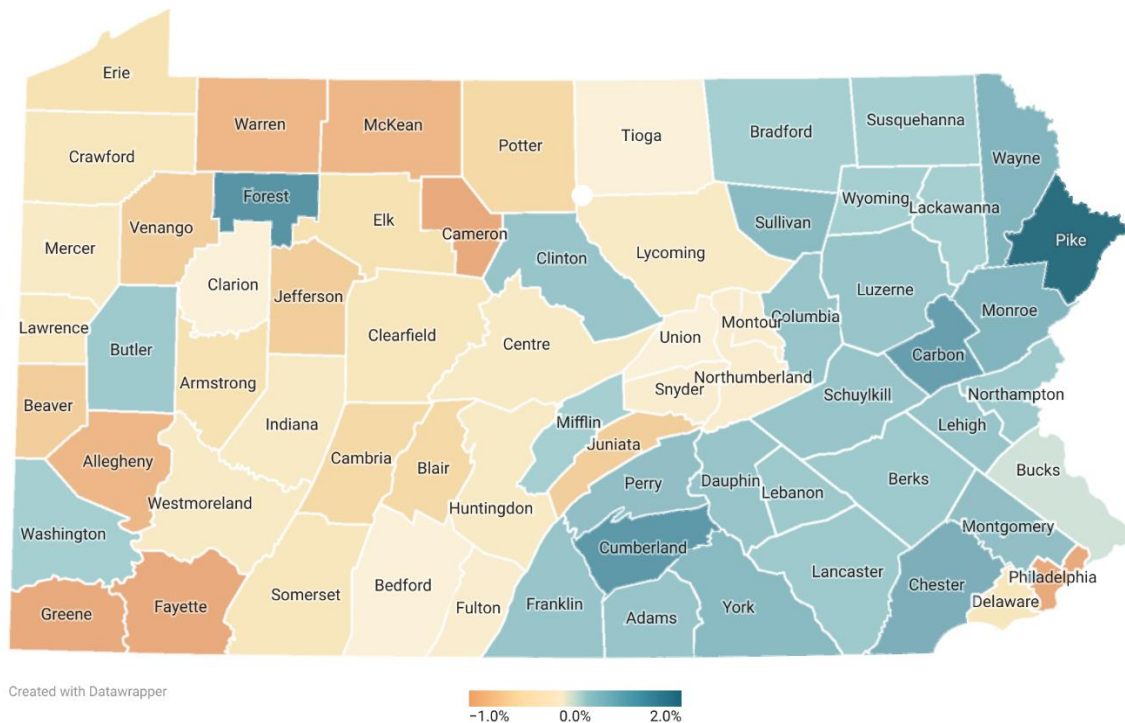 Erie
Warren
McKean
Potter
Tioga
Bradford
Susquehanna
Wayne
Crawford
Forest
Elk
Cameron
Sullivan
Wyoming
Lackawanna
Pike
Venango
Mercer
Clarion
Jefferson
Clinton
Lycoming
Luzerne
Monroe
Lawrence
Butler
Clearfield
Centre
Union
Montour
Columbia
Carbon
Armstrong
Snyder
Northumberland
Schuylkill
Northampton
Beaver
Indiana
Mifflin
Lehigh
Allegheny
Cambria
Blair
Juniata
Bucks
Westmoreland
Huntingdon
Perry
Dauphin
Lebanon
Berks
Washington
Cumberland
Montgomery
Greene
Fayette
Somerset
Bedford
Fulton
Franklin
Adams
York
Lancaster
Chester
Philadelphia
Delaware
Created with Datawrapper
−1.0% 0.0% 2.0%